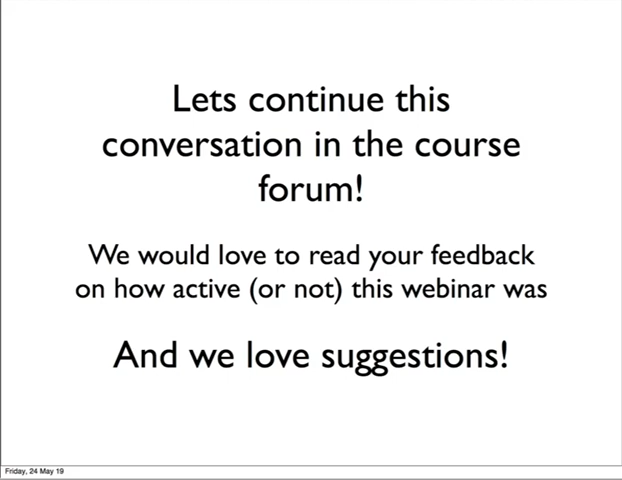 Lets continue this
conversation in the course
forum!
We would love to read your feedback
on how active (or not) this webinar was
And we love suggestions!
Friday, 24 May 19